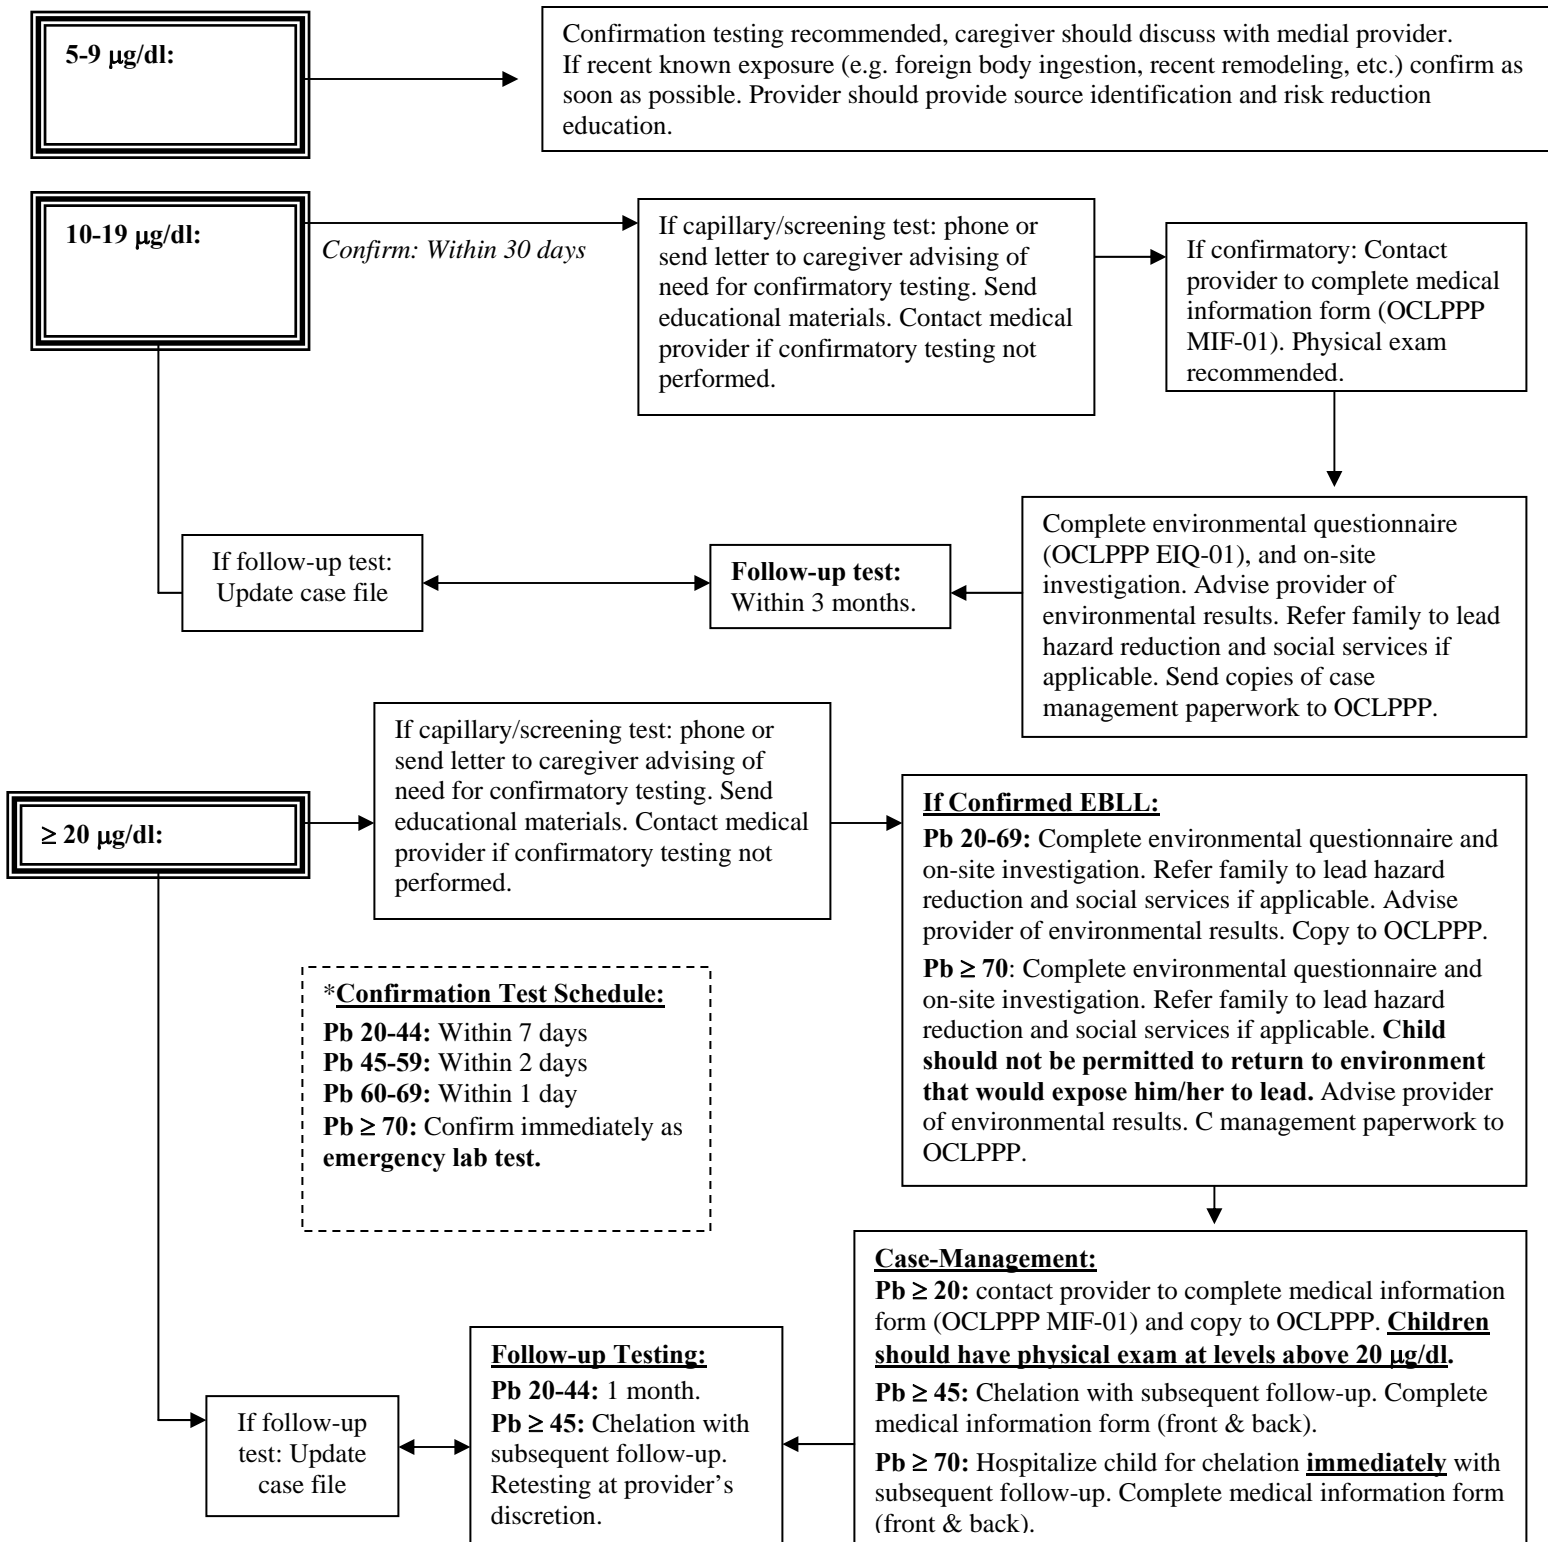 5-9 μg/dl:
Confirmation testing recommended, caregiver should discuss with medial provider.
If recent known exposure (e.g. foreign body ingestion, recent remodeling, etc.) confirm as
soon as possible. Provider should provide source identification and risk reduction
education.
10-19 μg/dl:
Confirm: Within 30 days
If capillary/screening test: phone or
send letter to caregiver advising of
need for confirmatory testing. Send
educational materials. Contact medical
provider if confirmatory testing not
performed.
If confirmatory: Contact
provider to complete medical
information form (OCLPPP
MIF-01). Physical exam
recommended.
Complete environmental questionnaire
(OCLPPP EIQ-01), and on-site
investigation. Advise provider of
environmental results. Refer family to lead
hazard reduction and social services if
applicable. Send copies of case
management paperwork to OCLPPP.
Follow-up test:
Within 3 months.
If follow-up test:
Update case file
≥ 20 μg/dl:
If capillary/screening test: phone or
send letter to caregiver advising of
need for confirmatory testing. Send
educational materials. Contact medical
provider if confirmatory testing not
performed.
If Confirmed EBLL:
Pb 20-69: Complete environmental questionnaire and
on-site investigation. Refer family to lead hazard
reduction and social services if applicable. Advise
provider of environmental results. Copy to OCLPPP.
Pb ≥ 70: Complete environmental questionnaire and
on-site investigation. Refer family to lead hazard
reduction and social services if applicable. Child
should not be permitted to return to environment
that would expose him/her to lead. Advise provider
of environmental results. C management paperwork to
OCLPPP.
*Confirmation Test Schedule:
Pb 20-44: Within 7 days
Pb 45-59: Within 2 days
Pb 60-69: Within 1 day
Pb ≥ 70: Confirm immediately as
emergency lab test.
Case-Management:
Pb ≥ 20: contact provider to complete medical information
form (OCLPPP MIF-01) and copy to OCLPPP. Children
should have physical exam at levels above 20 μg/dl.
Pb ≥ 45: Chelation with subsequent follow-up. Complete
medical information form (front & back).
Pb ≥ 70: Hospitalize child for chelation immediately with
subsequent follow-up. Complete medical information form
(front & back).
Follow-up Testing:
Pb 20-44: 1 month.
Pb ≥ 45: Chelation with
subsequent follow-up.
Retesting at provider's
discretion.
If follow-up
test: Update
case file